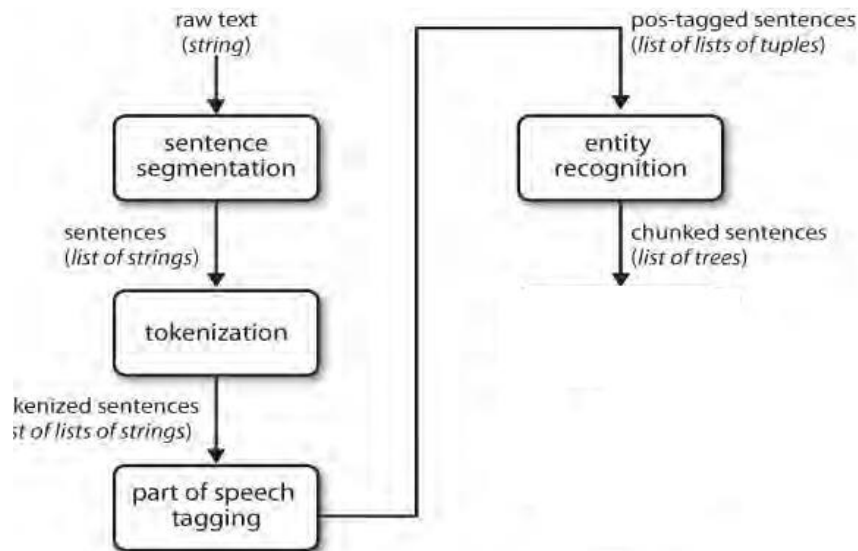 raw text
(string)
sentence
segmentation
sentences
(list of strings)
tokenization
kenized sentences
st of lists of strings)
part of speech
tagging
pos-tagged sentences
(list of lists of tuples)
entity
recognition
chunked sentences
(list of trees)